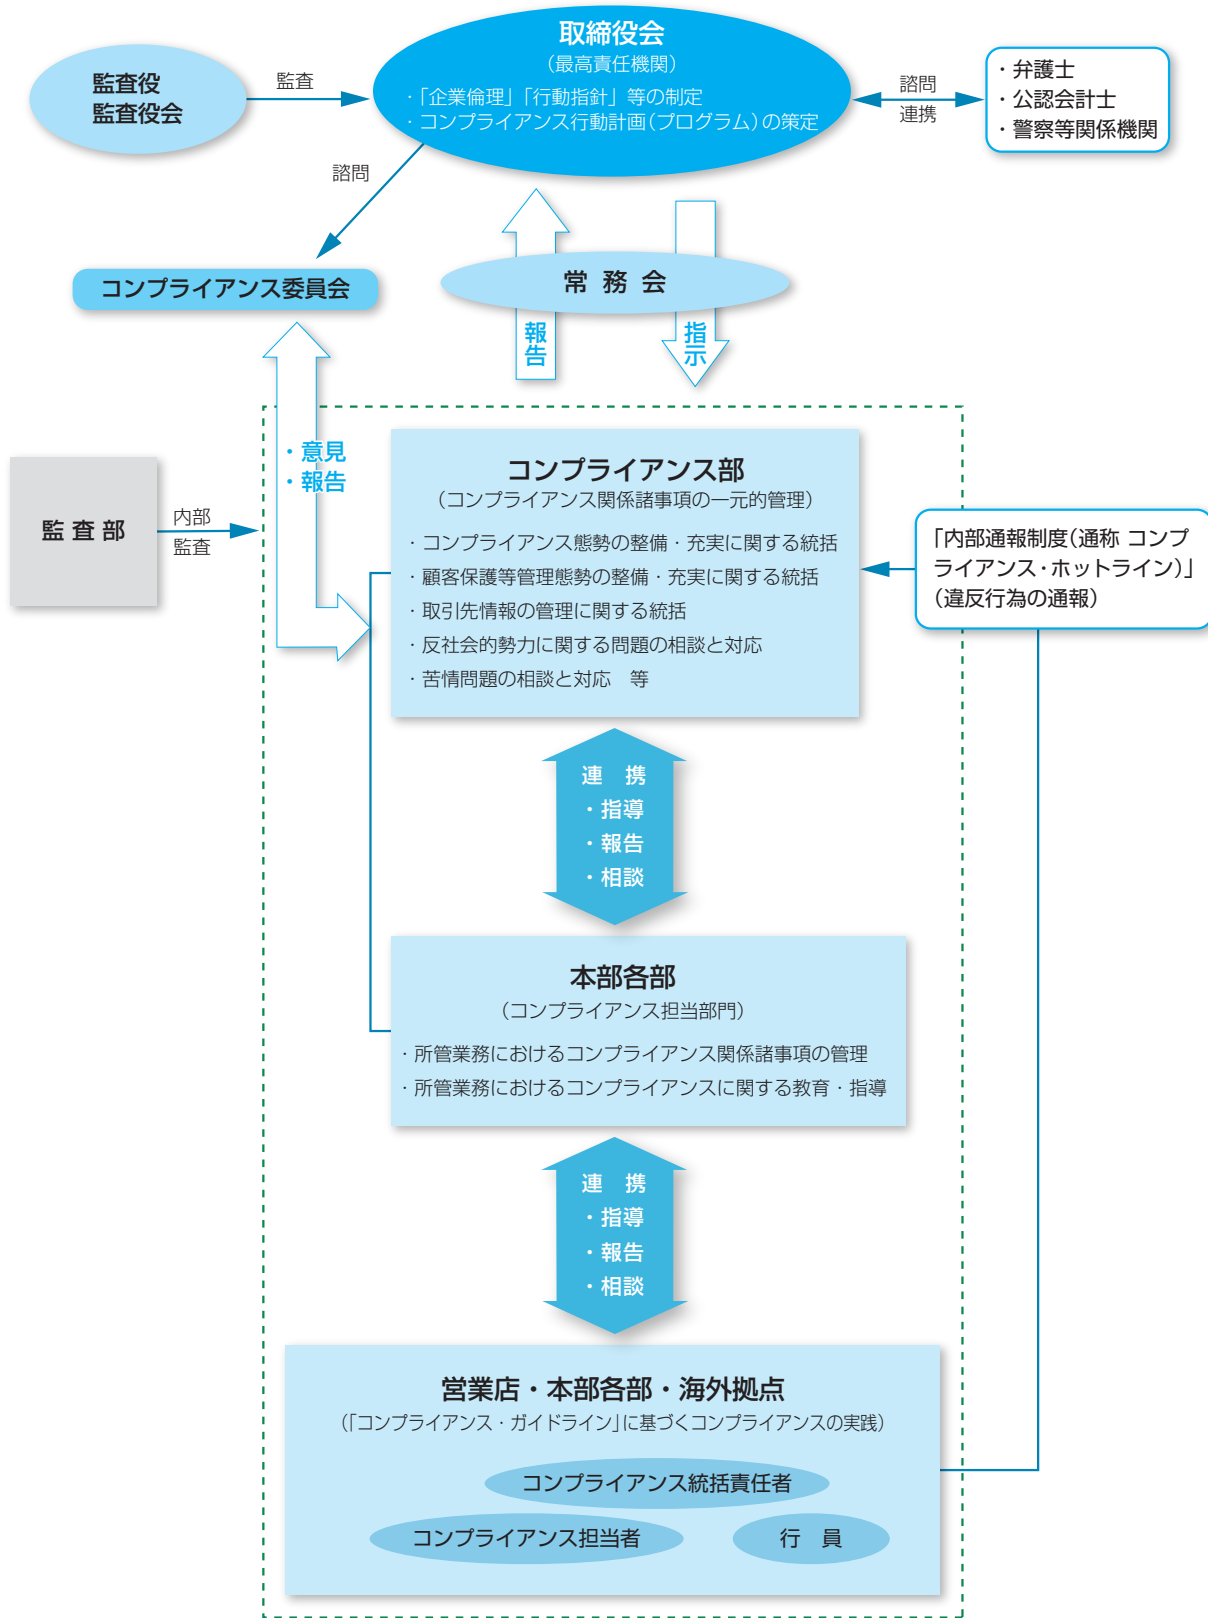 取締役会
(最高責任機関)
・「企業倫理」「行動指針」等の制定
・コンプライアンス行動計画(プログラム)の策定
監査役
監査役会
監査
諮問
連携
・弁護士
・公認会計士
・警察等関係機関
諮問
コンプライアンス委員会
常 務 会
報告
指示
・意見
・報告
監 査 部
内部
監査
コンプライアンス部
(コンプライアンス関係諸事項の一元的管理)
・コンプライアンス態勢の整備・充実に関する統括
・顧客保護等管理態勢の整備・充実に関する統括
・取引先情報の管理に関する統括
・反社会的勢力に関する問題の相談と対応
・苦情問題の相談と対応　等
「内部通報制度(通称 コンプ
ライアンス・ホットライン)」
(違反行為の通報)
連　携
・指導
・報告
・相談
本部各部
(コンプライアンス担当部門)
・所管業務におけるコンプライアンス関係諸事項の管理
・所管業務におけるコンプライアンスに関する教育・指導
連　携
・指導
・報告
・相談
営業店・本部各部・海外拠点
(「コンプライアンス・ガイドライン」に基づくコンプライアンスの実践)
コンプライアンス統括責任者
コンプライアンス担当者
行　員